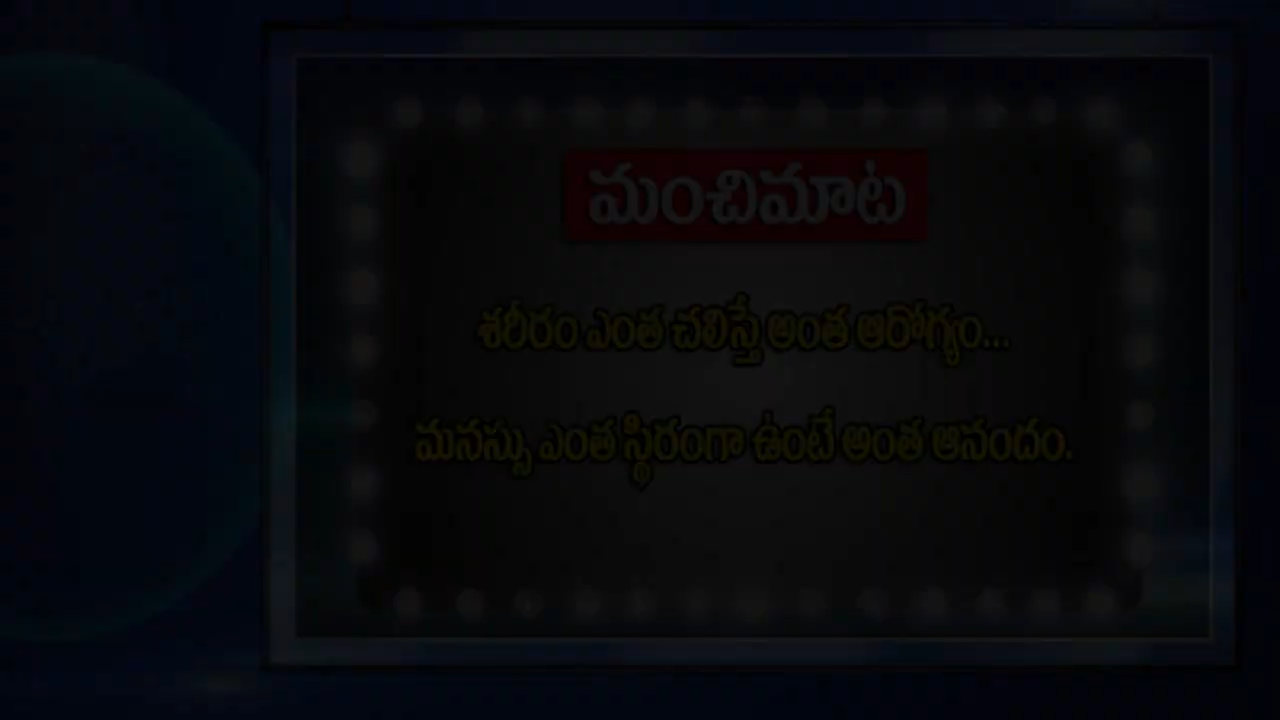 మంచిమాట
శరీరం ఎంత చలిస్తే అంత ఆరోగ్యం...
మనస్సు ఎంత స్థిరంగా ఉంటే అంత ఆనందం.